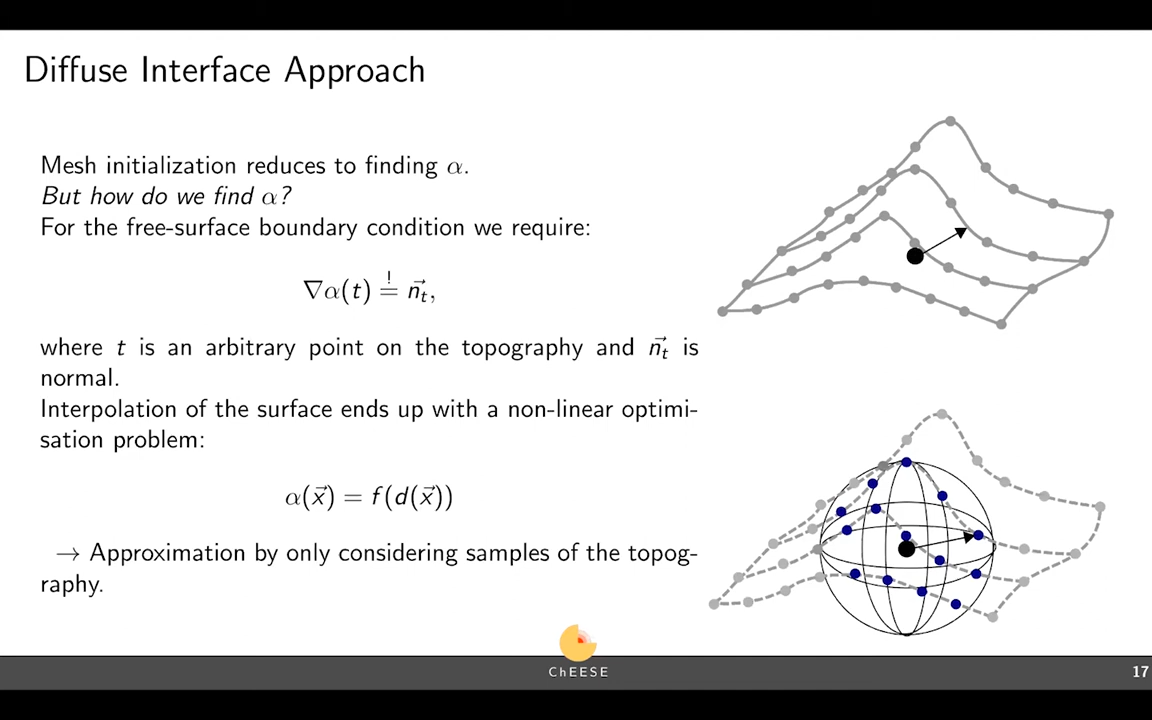 Diffuse Interface Approach
Mesh initialization reduces to finding α.
But how do we find α?
For the free-surface boundary condition we require:
∇α(t) =! n⃗ₜ,
where t is an arbitrary point on the topography and n⃗ₜ is
normal.
Interpolation of the surface ends up with a non-linear optimi-
sation problem:
α(x⃗) = f(d(x⃗))
→ Approximation by only considering samples of the topog-
raphy.
ChEESE
17